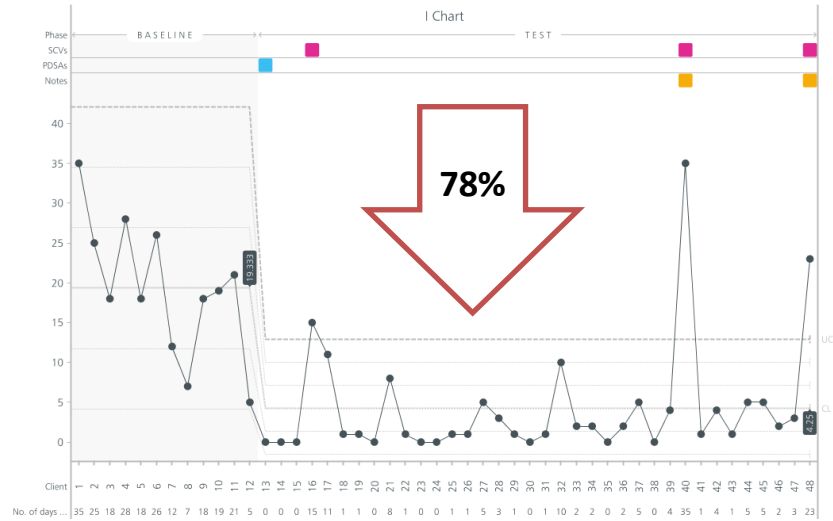 I Chart
Phase BASELINE TEST
SCVs
PDSAs
Notes
40
35
30
25
20
15
10
5
0
78%
19.333
UC
CL
4.25
Client 1 2 3 4 5 6 7 8 9 10 11 12 13 14 15 16 17 18 19 20 21 22 23 24 25 26 27 28 29 30 31 32 33 34 35 36 37 38 39 40 41 42 43 44 45 46 47 48
No. of days ... 35 25 18 28 18 26 12 7 18 19 21 5 0 0 0 15 11 1 1 0 8 1 0 0 1 1 5 3 1 0 1 10 2 2 0 2 5 0 4 35 1 4 1 5 5 2 3 23